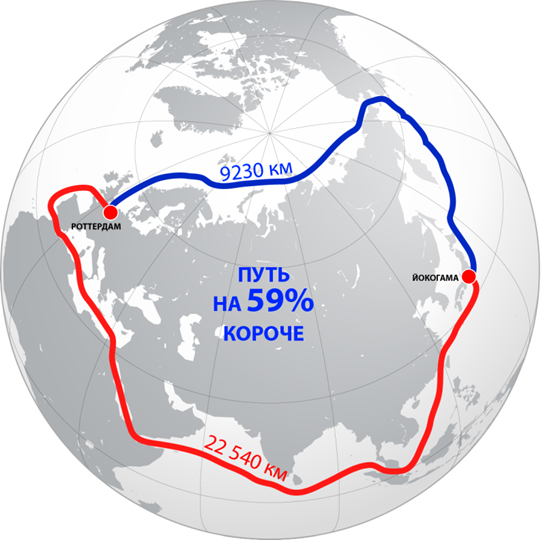 9230 км
РОТТЕРДАМ
ЙОКОГАМА
ПУТЬ
НА 59%
КОРОЧЕ
22 540 км